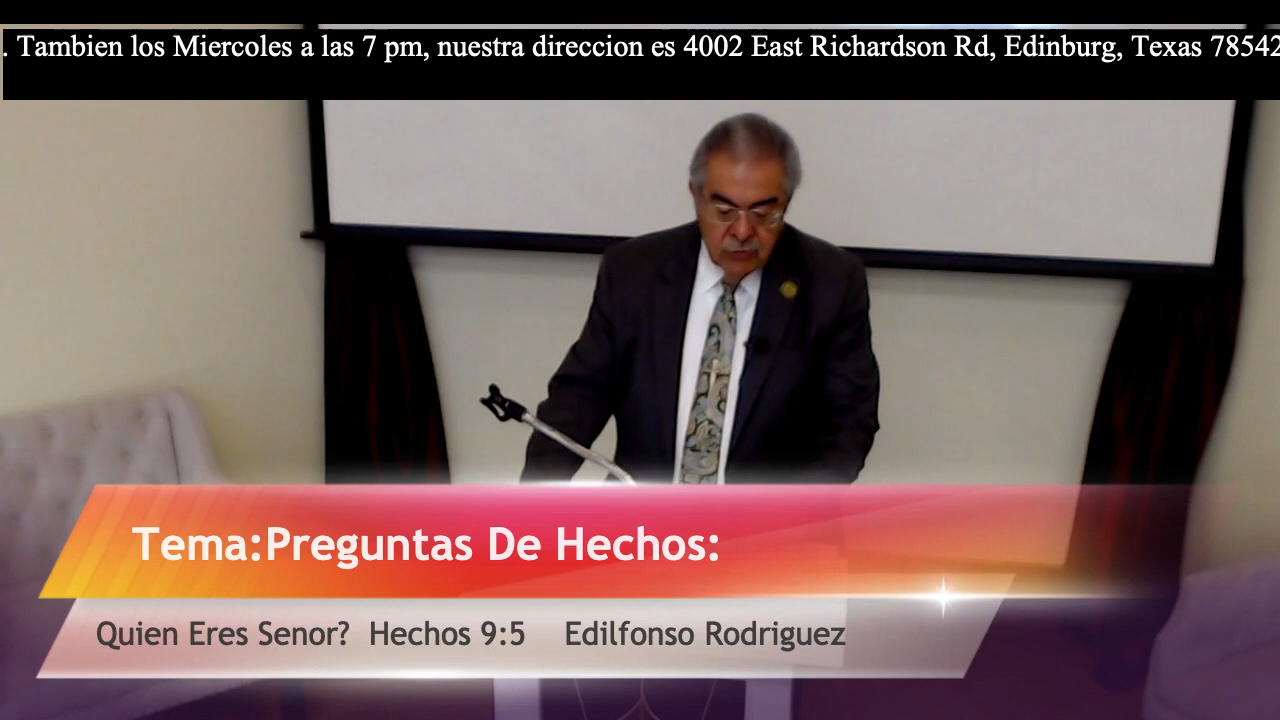 . Tambien los Miercoles a las 7 pm, nuestra direccion es 4002 East Richardson Rd, Edinburg, Texas 78542
Tema:Preguntas De Hechos:
Quien Eres Senor? Hechos 9:5 Edilfonso Rodriguez